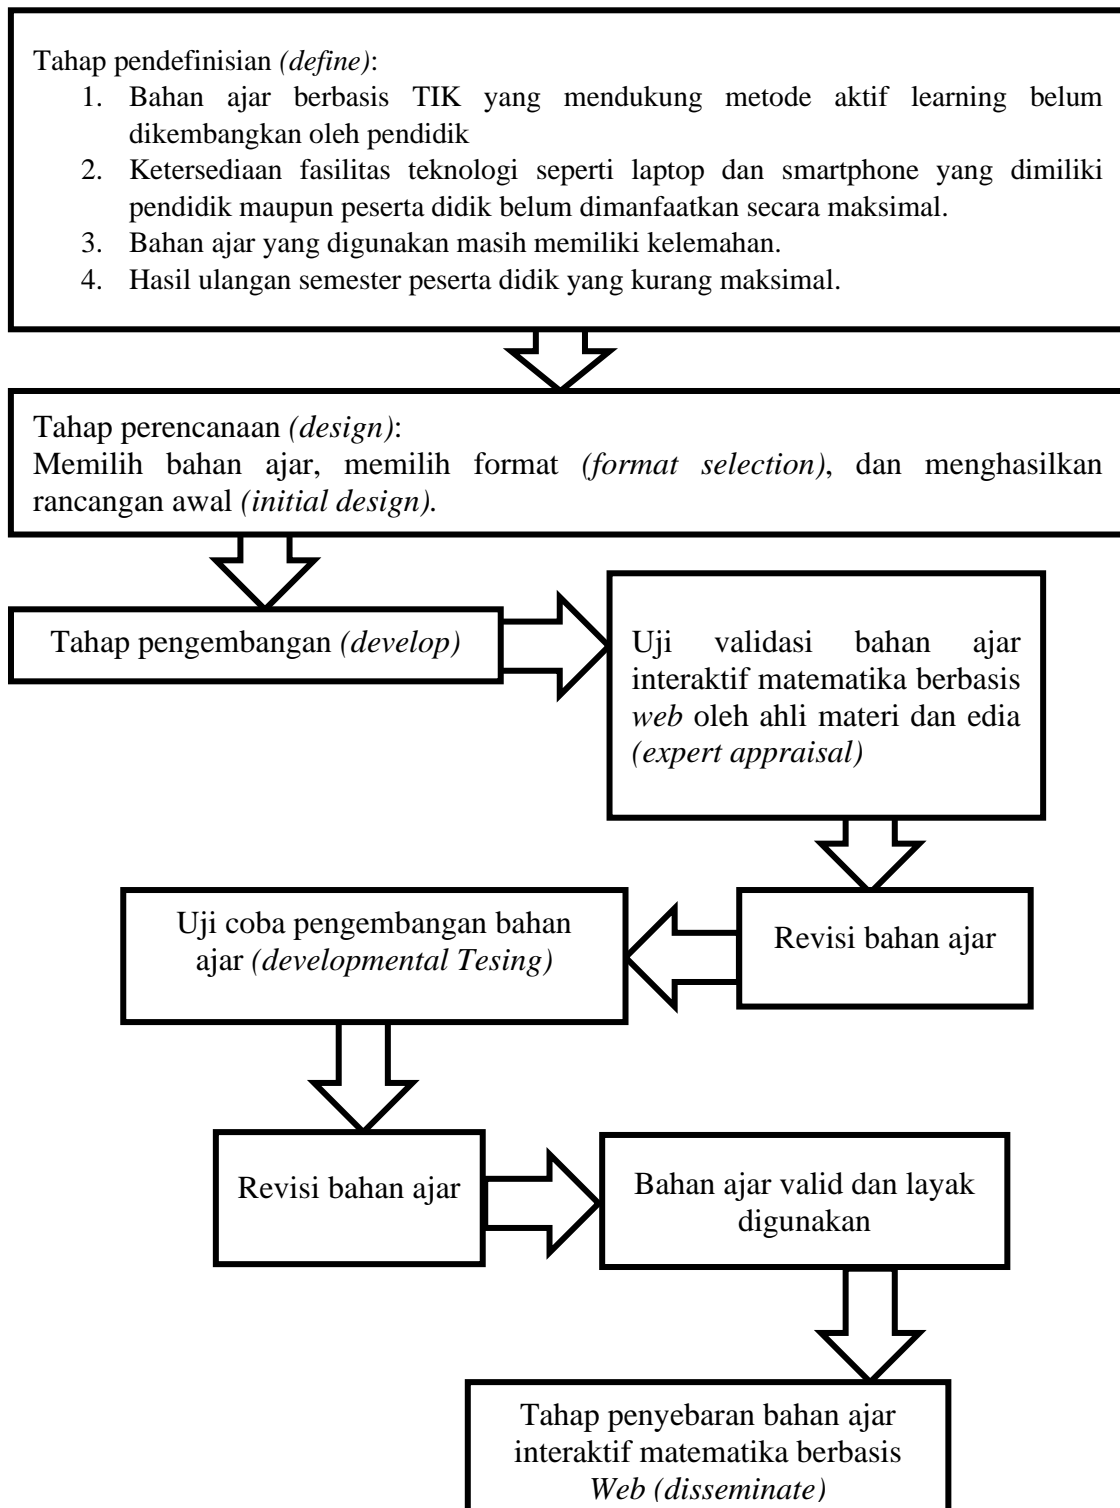 Tahap pendefinisian (define):
1. Bahan ajar berbasis TIK yang mendukung metode aktif learning belum
dikembangkan oleh pendidik
2. Ketersediaan fasilitas teknologi seperti laptop dan smartphone yang dimiliki
pendidik maupun peserta didik belum dimanfaatkan secara maksimal.
3. Bahan ajar yang digunakan masih memiliki kelemahan.
4. Hasil ulangan semester peserta didik yang kurang maksimal.
Tahap perencanaan (design):
Memilih bahan ajar, memilih format (format selection), dan menghasilkan
rancangan awal (initial design).
Tahap pengembangan (develop)
Uji validasi bahan ajar
interaktif matematika berbasis
web oleh ahli materi dan edia
(expert appraisal)
Revisi bahan ajar
Uji coba pengembangan bahan
ajar (developmental Tesing)
Revisi bahan ajar
Bahan ajar valid dan layak
digunakan
Tahap penyebaran bahan ajar
interaktif matematika berbasis
Web (disseminate)